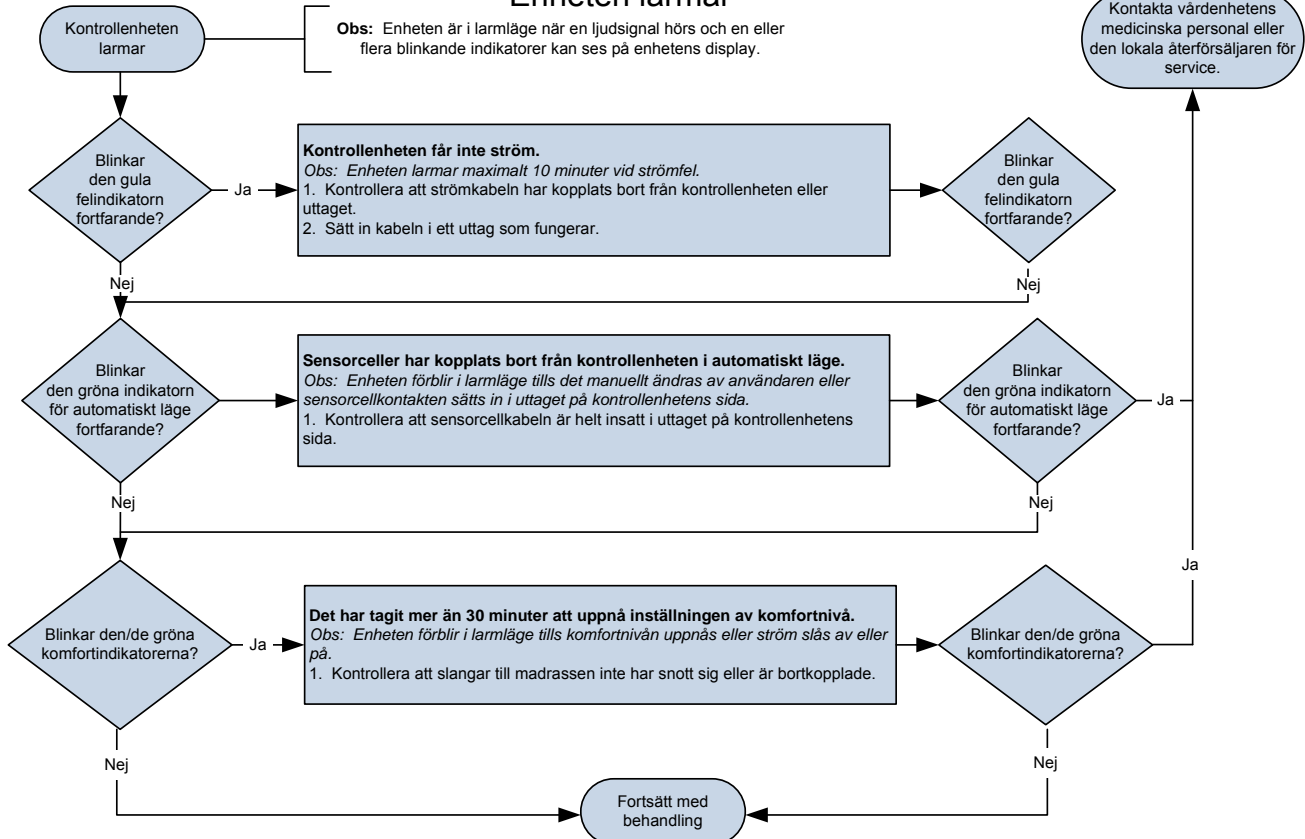 Enheten larmar
Kontrollenheten
larmar
Obs: Enheten är i larmläge när en ljudsignal hörs och en eller
flera blinkande indikatorer kan ses på enhetens display.
Kontakta vårdenhetens
medicinska personal eller
den lokala återförsäljaren för
service.
Blinkar
den gula
felindikatorn
fortfarande?
Ja
Kontrollenheten får inte ström.
Obs: Enheten larmar maximalt 10 minuter vid strömfel.
1. Kontrollera att strömkabeln har kopplats bort från kontrollenheten eller
uttaget.
2. Sätt in kabeln i ett uttag som fungerar.
Blinkar
den gula
felindikatorn
fortfarande?
Nej
Nej
Blinkar
den gröna indikatorn
för automatiskt läge
fortfarande?
Sensorceller har kopplats bort från kontrollenheten i automatiskt läge.
Obs: Enheten förblir i larmläge tills det manuellt ändras av användaren eller
sensorcellkontakten sätts in i uttaget på kontrollenhetens sida.
1. Kontrollera att sensorcellkabeln är helt insatt i uttaget på kontrollenhetens
sida.
Blinkar
den gröna indikatorn
för automatiskt läge
fortfarande?
Ja
Nej
Nej
Ja
Blinkar den/de gröna
komfortindikatorerna?
Ja
Det har tagit mer än 30 minuter att uppnå inställningen av komfortnivå.
Obs: Enheten förblir i larmläge tills komfortnivån uppnås eller ström slås av eller
på.
1. Kontrollera att slangar till madrassen inte har snott sig eller är bortkopplade.
Blinkar den/de gröna
komfortindikatorerna?
Nej
Nej
Fortsätt med
behandling